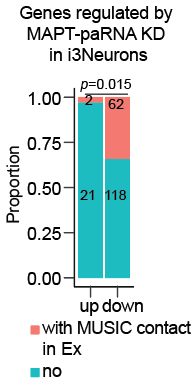 Genes regulated by
MAPT-paRNA KD
in i3Neurons
p=0.015
1.00
0.75
0.50
0.25
0.00
Proportion
2
62
21
118
up down
with MUSIC contact
in Ex
no